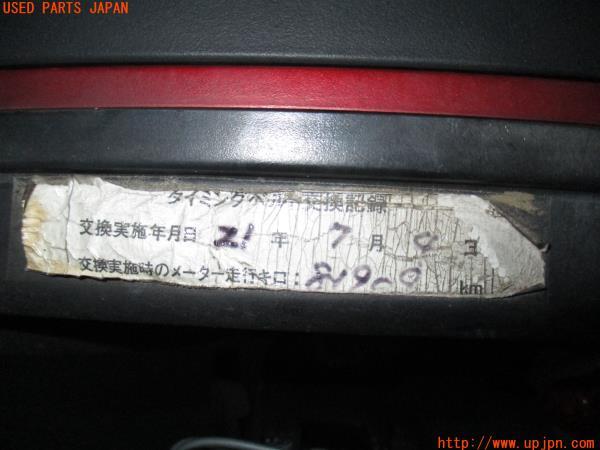 USED PARTS JAPAN
タイミングベルト交換記録
交換実施年月日 21 年 7 月 日
交換実施時のメーター走行キロ: km
http://www.upjpn.com/